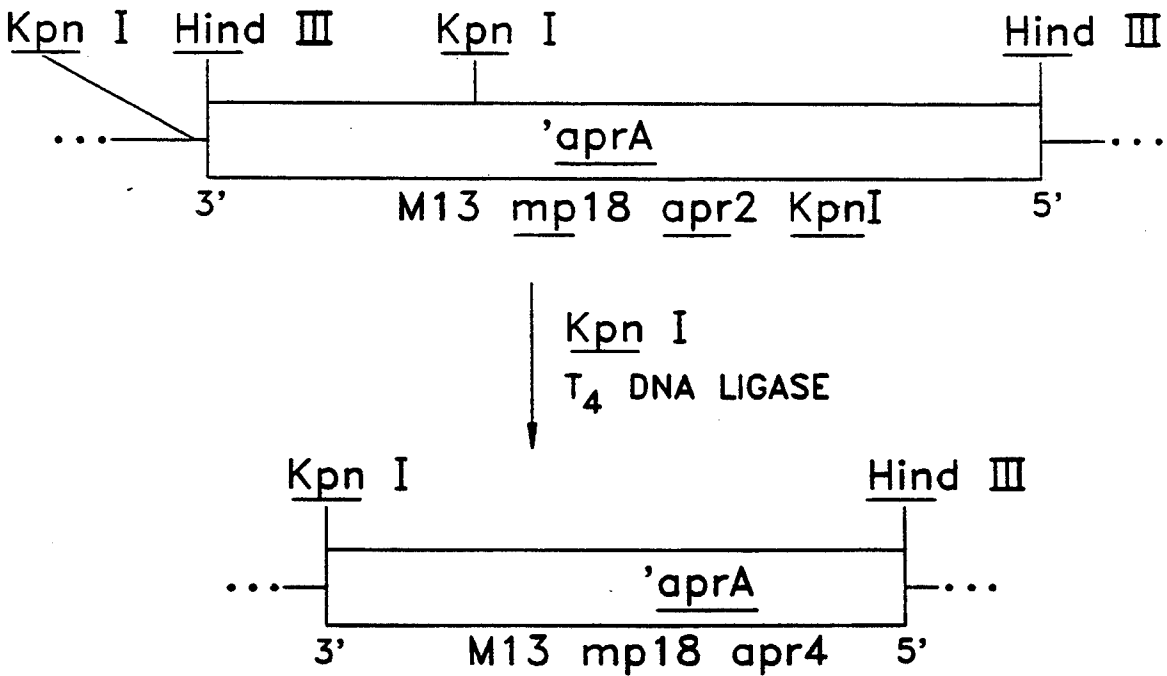 Kpn I Hind III Kpn I Hind III
... 'aprA ...
3' 5'
M13 mp18 apr2 KpnI
Kpn I
T4 DNA LIGASE
Kpn I Hind III
... 'aprA ...
3' M13 mp18 apr4 5'